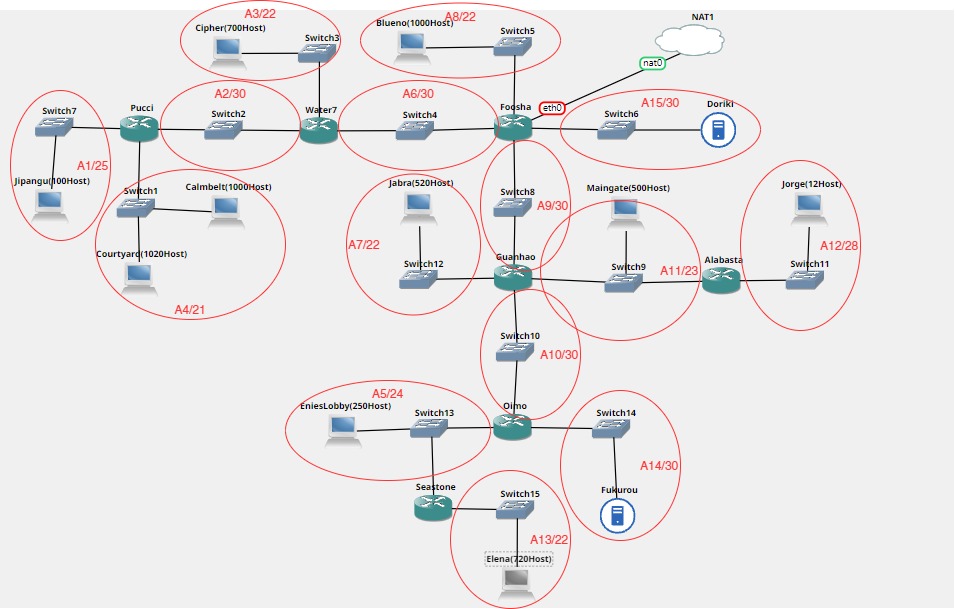 A3/22
NAT1
Cipher(700Host)
Switch3
Blueno(1000Host)
A8/22
Switch5
nat0
eth0
Switch7
Pucci
A2/30
Switch2
Water7
A6/30
Switch4
Foosha
A15/30
Switch6
Doriki
A1/25
Jipangu(100Host)
Switch1
Calmbelt(1000Host)
Jabra(520Host)
Switch8
A9/30
Maingate(500Host)
Jorge(12Host)
Courtyard(1020Host)
A7/22
Switch12
Guanhao
Switch9
A11/23
Alabasta
A12/28
Switch11
A4/21
Switch10
A10/30
A5/24
EniesLobby(250Host)
Switch13
Oimo
Switch14
A14/30
Seastone
Switch15
Fukurou
A13/22
Elena(720Host)